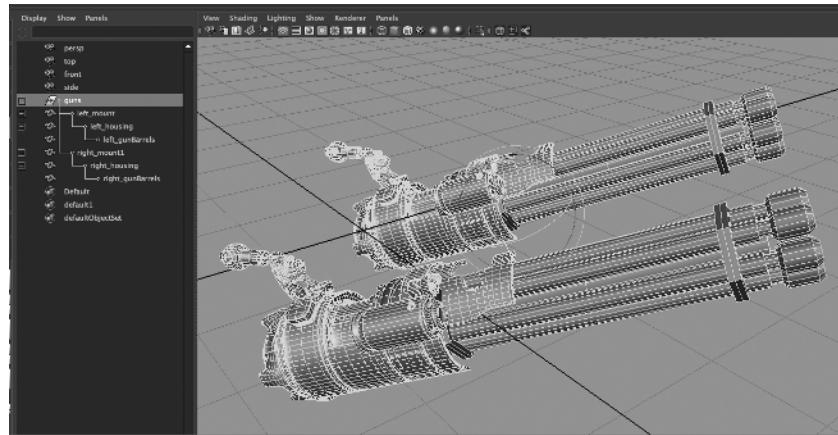 Display Show Panels
View Shading Lighting Show Renderer Panels
persp
top
front
side
guns
left_mount
left_housing
left_gunBarrels
right_mount1
right_housing
right_gunBarrels
Default
default1
defaultObjectSet